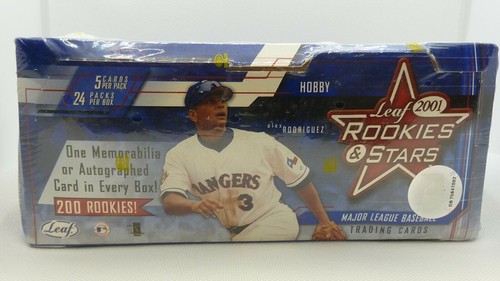 5 CARDS
PER PACK
24 PACKS
PER BOX
HOBBY
alex
RODRIGUEZ
Leaf 2001
ROOKIES
& STARS
One Memorabilia
or Autographed
Card in Every Box!
200 ROOKIES!
RANGERS
3
Leaf
MAJOR LEAGUE BASEBALL
TRADING CARDS